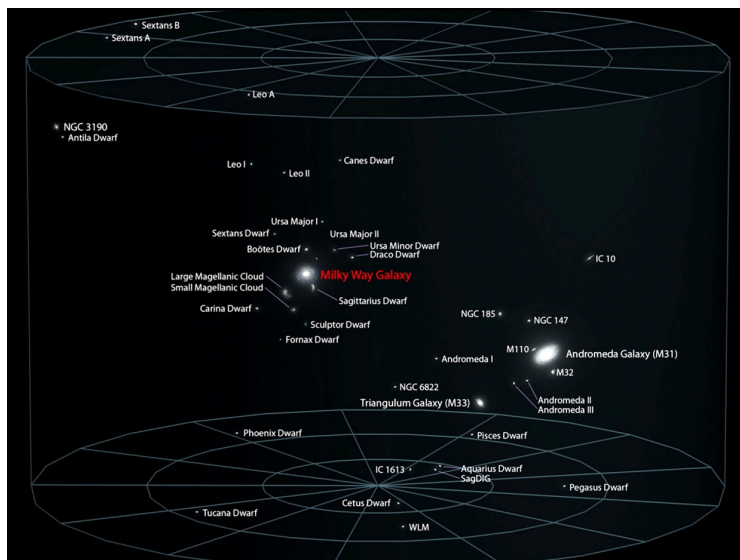 Sextans B
Sextans A
Leo A
NGC 3190
Antila Dwarf
Canes Dwarf
Leo I
Leo II
Ursa Major I
Sextans Dwarf
Ursa Major II
Ursa Minor Dwarf
Boötes Dwarf
Draco Dwarf
IC 10
Milky Way Galaxy
Large Magellanic Cloud
Small Magellanic Cloud
Sagittarius Dwarf
Carina Dwarf
NGC 185
NGC 147
Sculptor Dwarf
Fornax Dwarf
M110
Andromeda Galaxy (M31)
Andromeda I
M32
NGC 6822
Andromeda II
Triangulum Galaxy (M33)
Andromeda III
Phoenix Dwarf
Pisces Dwarf
IC 1613
Aquarius Dwarf
SagDIG
Pegasus Dwarf
Cetus Dwarf
Tucana Dwarf
WLM